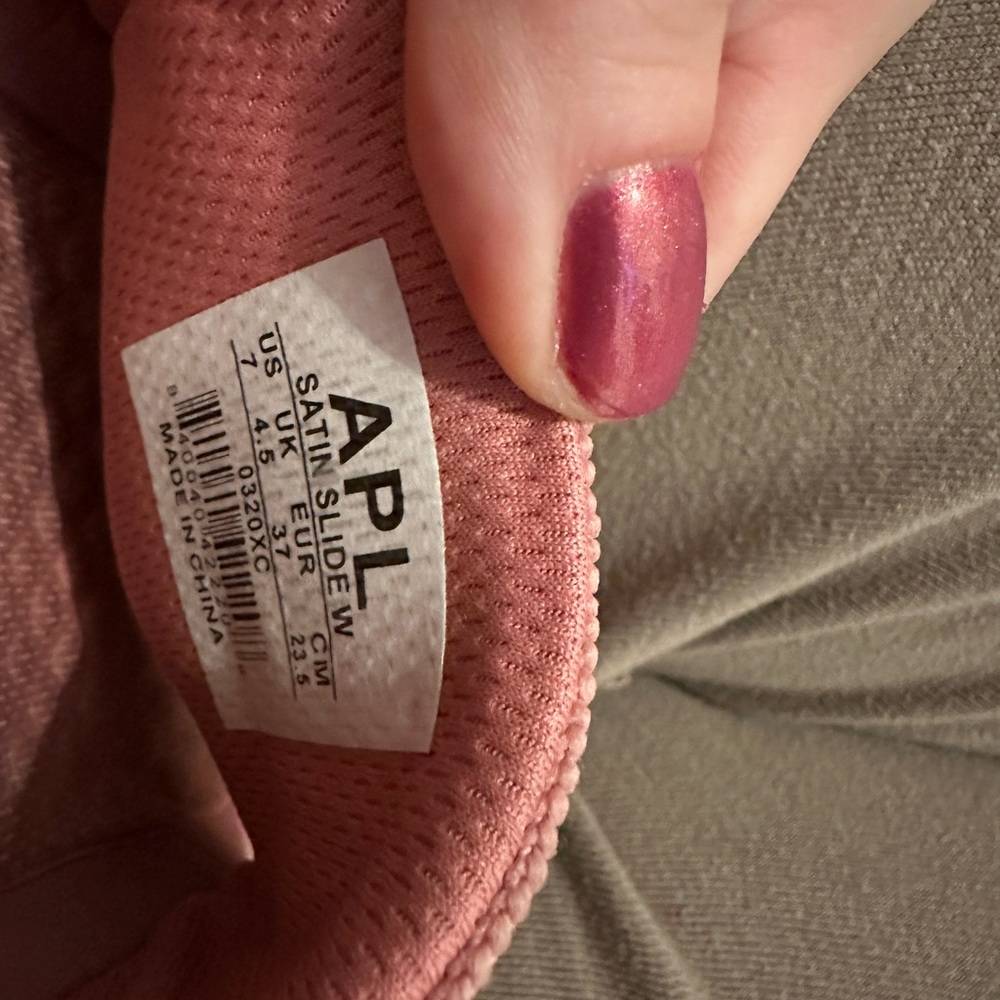 APL
SATIN SLIDE W
US UK EUR CM
7 4.5 37 23.5
0320XC
MADE IN CHINA